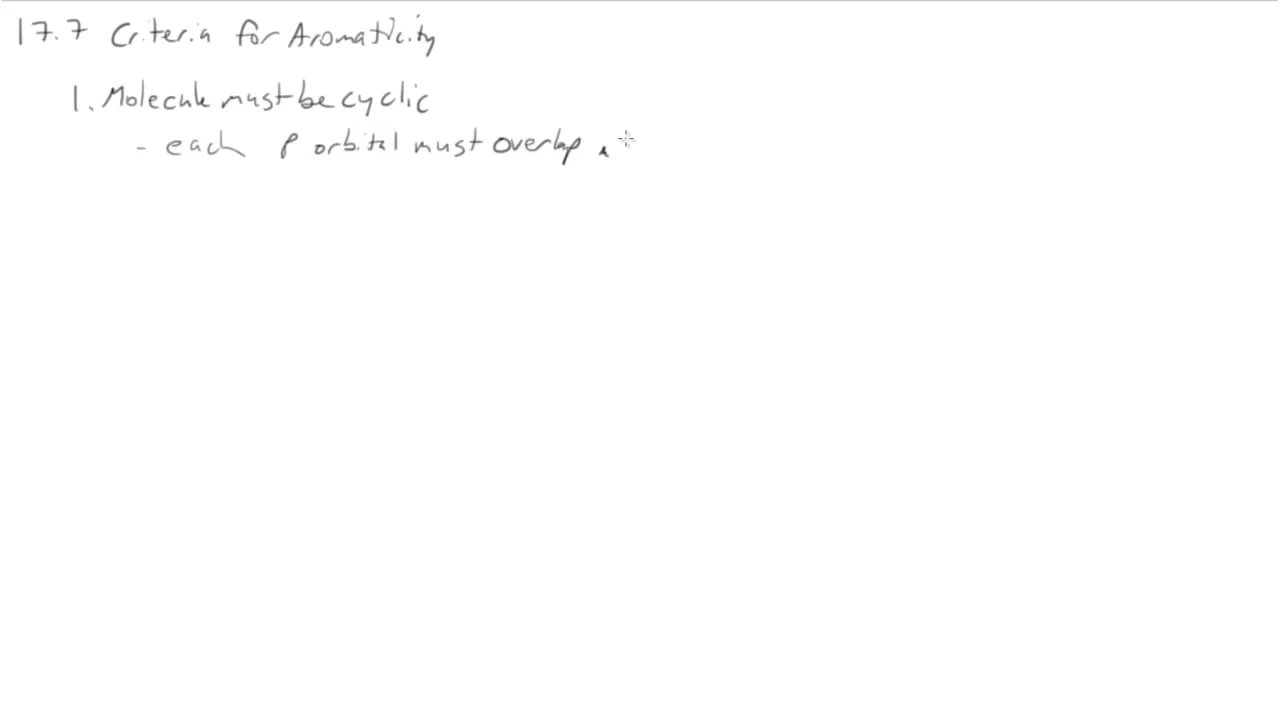 17.7 Criteria for Aromaticity
1. Molecule must be cyclic
- each p orbital must overlap